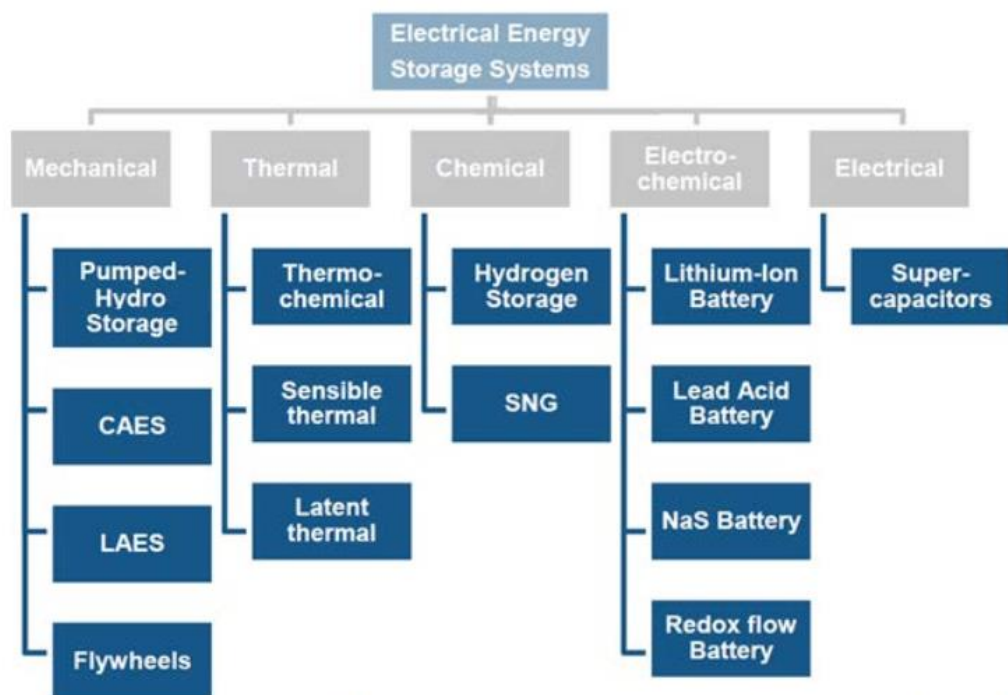 Electrical Energy
Storage Systems
Mechanical
Thermal
Chemical
Electro-
chemical
Electrical
Pumped-
Hydro
Storage
Thermo-
chemical
Hydrogen
Storage
Lithium-Ion
Battery
Super-
capacitors
CAES
Sensible
thermal
SNG
Lead Acid
Battery
LAES
Latent
thermal
NaS Battery
Flywheels
Redox flow
Battery